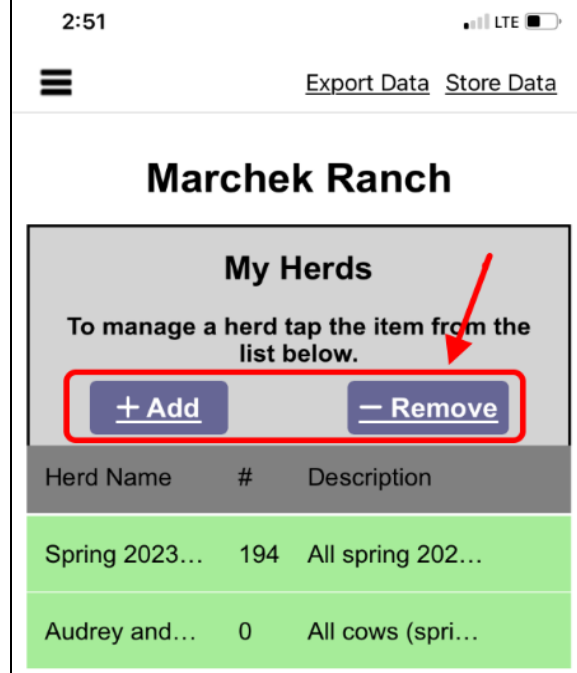 2:51 LTE
Export Data Store Data
Marchek Ranch
My Herds
To manage a herd tap the item from the
list below.
+ Add − Remove
Herd Name # Description
Spring 2023... 194 All spring 202...
Audrey and... 0 All cows (spri...